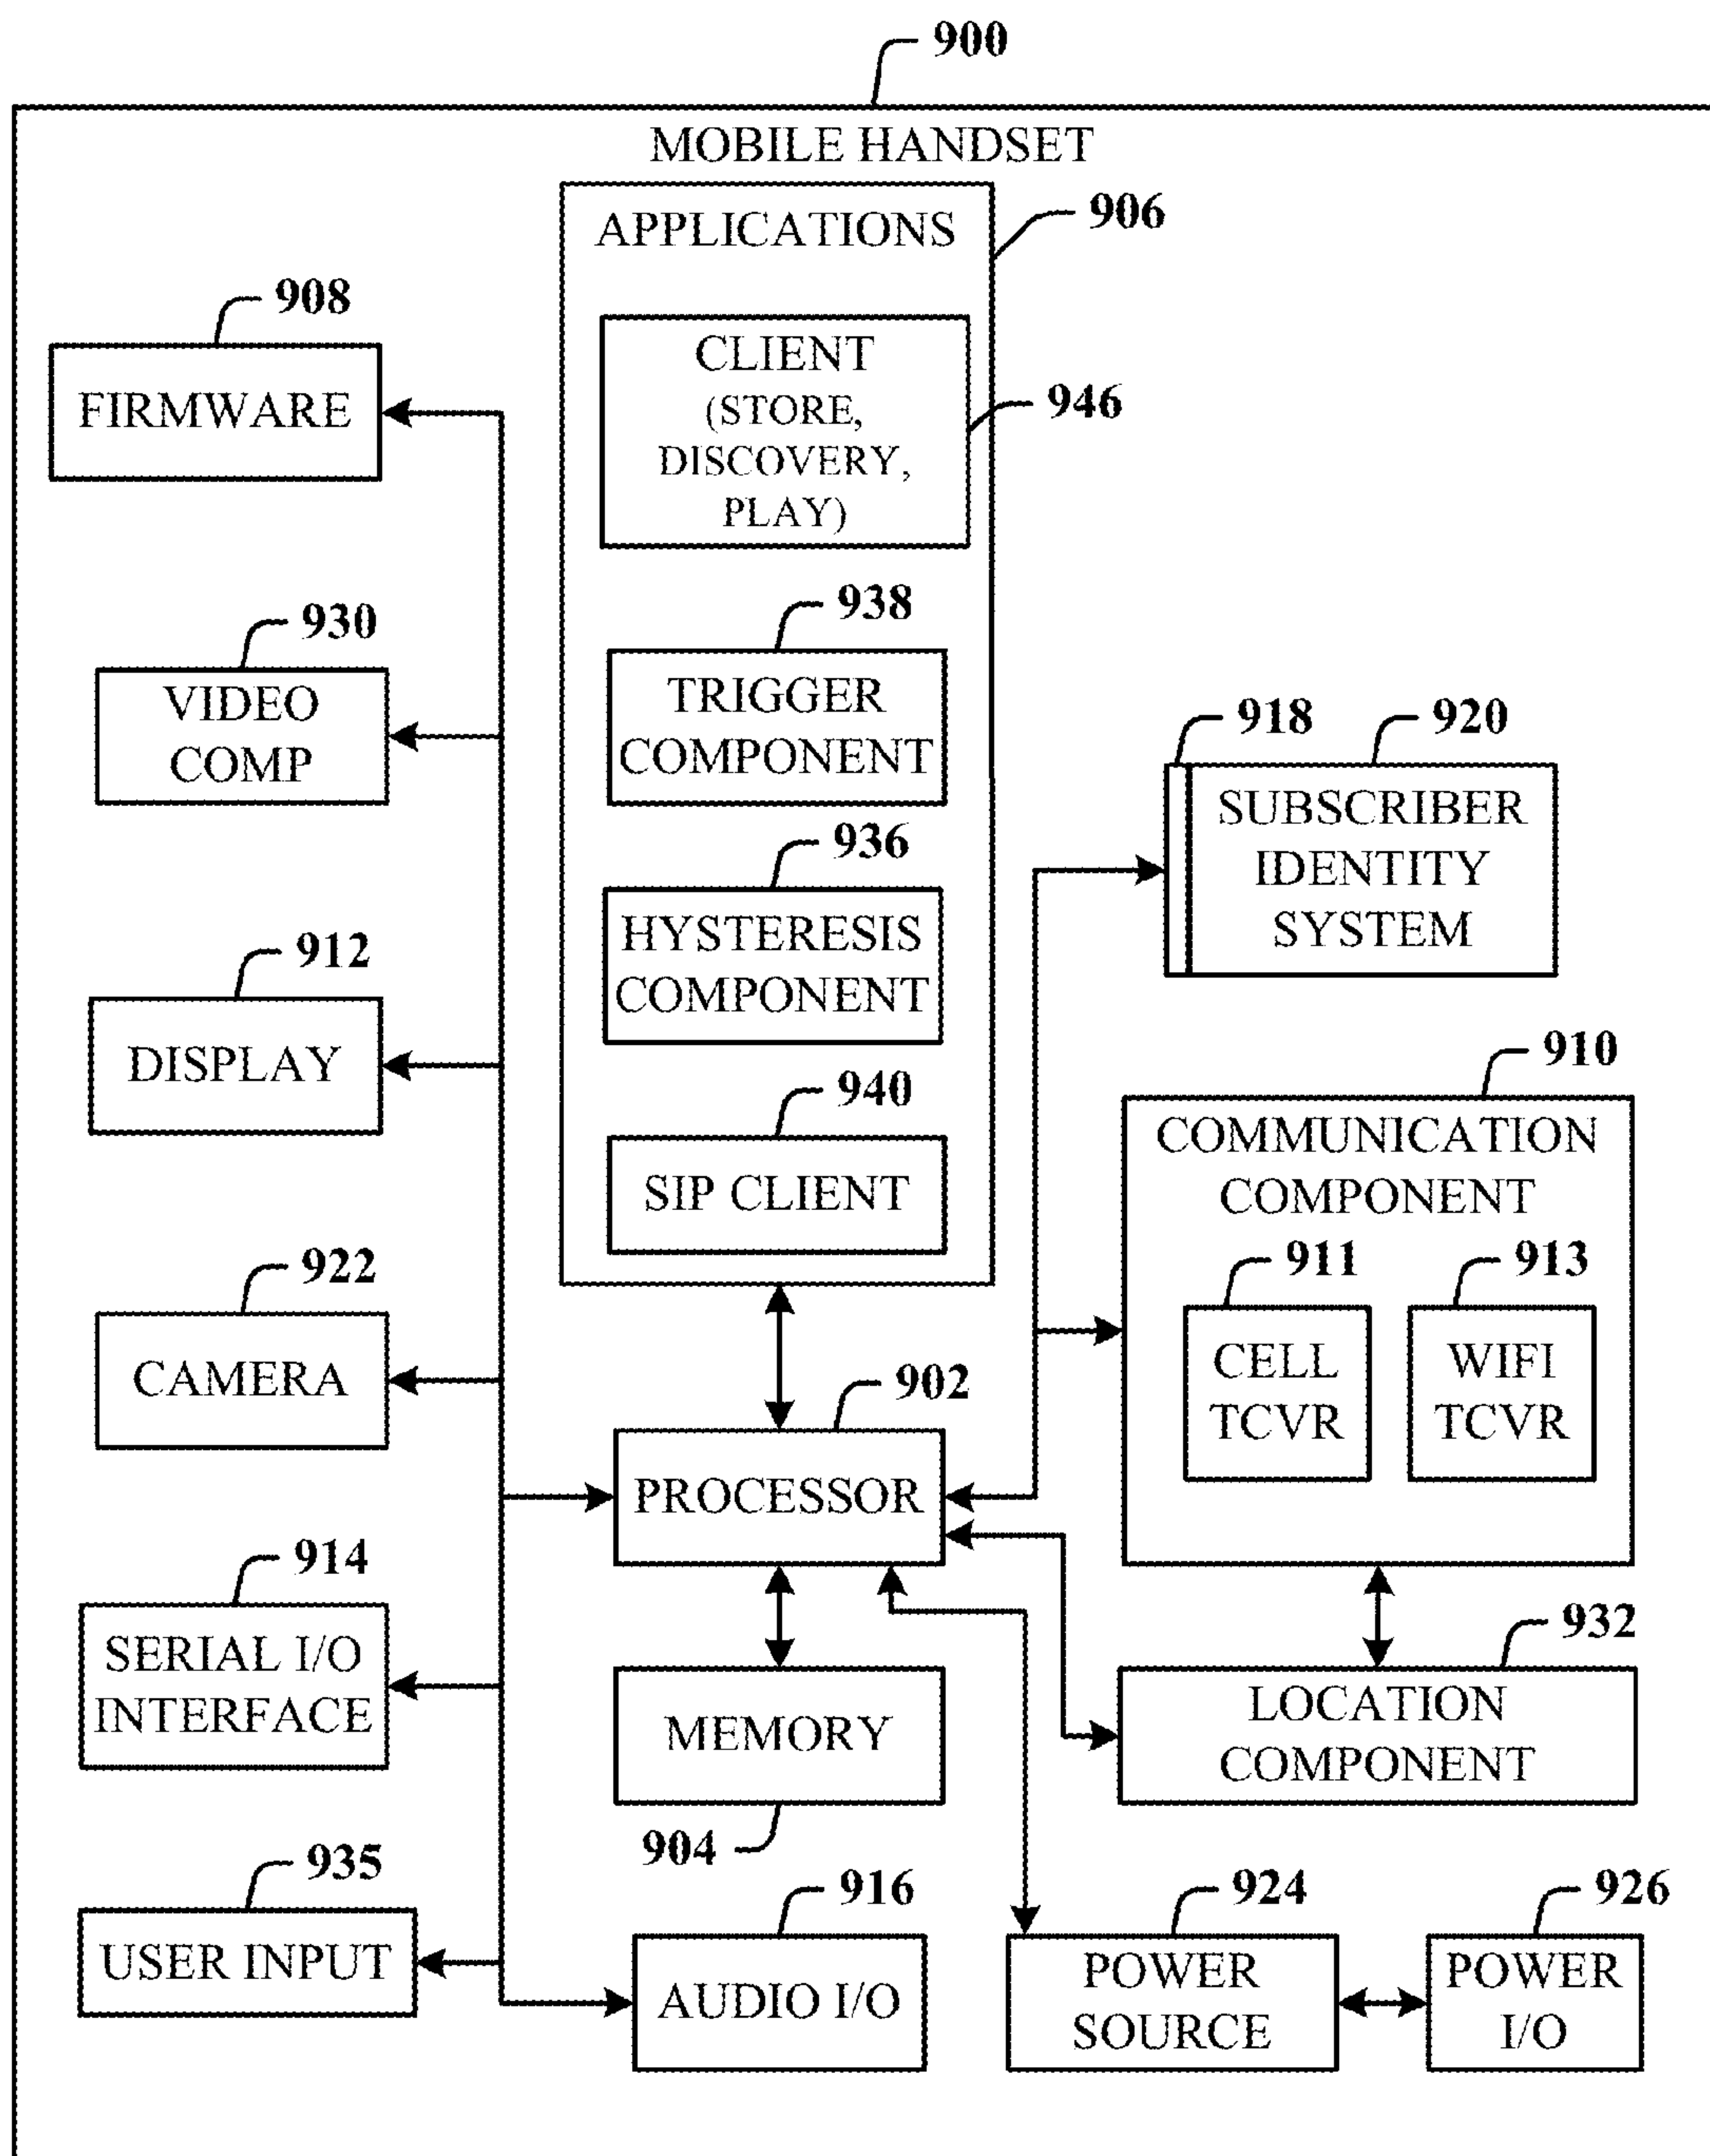 900
MOBILE HANDSET
906
APPLICATIONS
908
FIRMWARE
CLIENT
(STORE,
DISCOVERY,
PLAY)
946
930
VIDEO
COMP
938
TRIGGER
COMPONENT
918
920
SUBSCRIBER
IDENTITY
SYSTEM
936
HYSTERESIS
COMPONENT
912
DISPLAY
940
SIP CLIENT
910
COMMUNICATION
COMPONENT
911
CELL
TCVR
913
WIFI
TCVR
922
CAMERA
902
PROCESSOR
914
SERIAL I/O
INTERFACE
MEMORY
904
932
LOCATION
COMPONENT
935
USER INPUT
916
AUDIO I/O
924
POWER
SOURCE
926
POWER
I/O